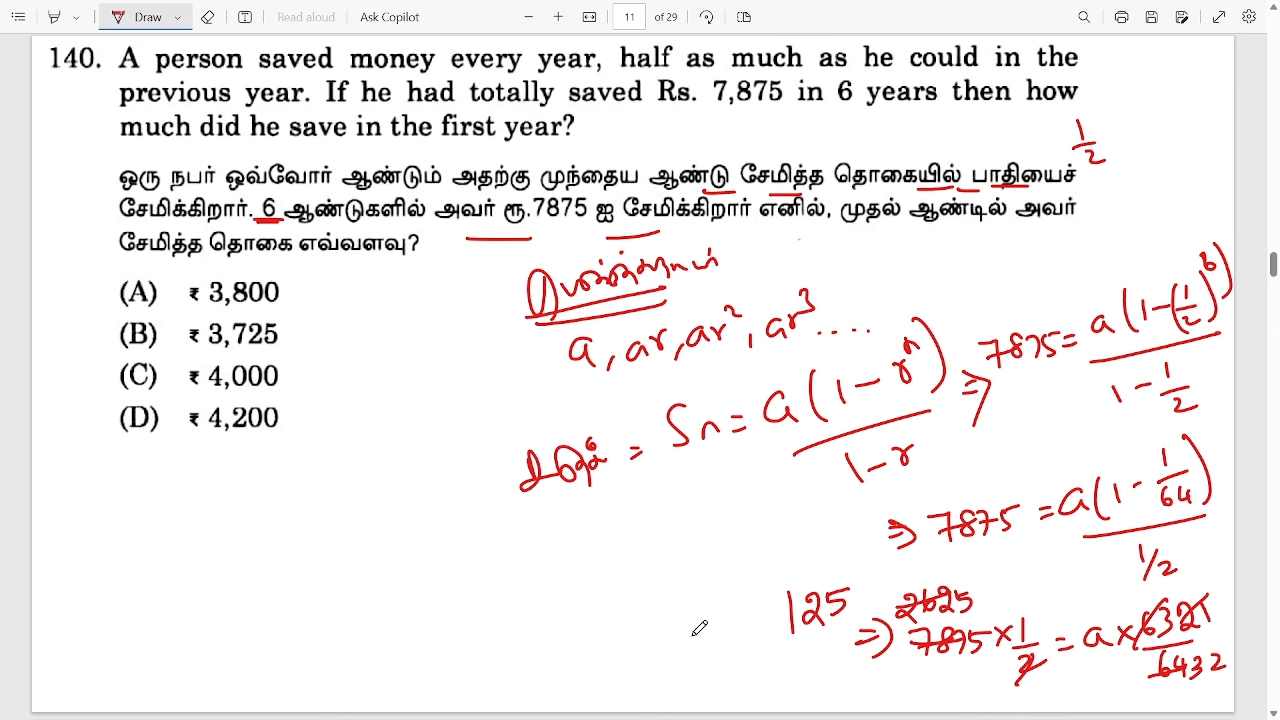 Draw
Read aloud
Ask Copilot
11 of 29
140. A person saved money every year, half as much as he could in the
previous year. If he had totally saved Rs. 7,875 in 6 years then how
much did he save in the first year?
1/2
ஒரு நபர் ஒவ்வோர் ஆண்டும் அதற்கு முந்தைய ஆண்டு சேமித்த தொகையில் பாதியைச்
சேமிக்கிறார். 6 ஆண்டுகளில் அவர் ரூ.7875 ஐ சேமிக்கிறார் எனில், முதல் ஆண்டில் அவர்
சேமித்த தொகை எவ்வளவு?
(A) ₹ 3,800
(B) ₹ 3,725
(C) ₹ 4,000
(D) ₹ 4,200
a, ar, ar², ar³ ....
= Sn = a(1-rⁿ)/1-r
⇒ 7875 = a(1-(1/2)⁶)/1-1/2
⇒ 7875 = a(1-1/64)/1/2
125
2625
⇒ 7875 × 1/2 = a × 63 21/64 32